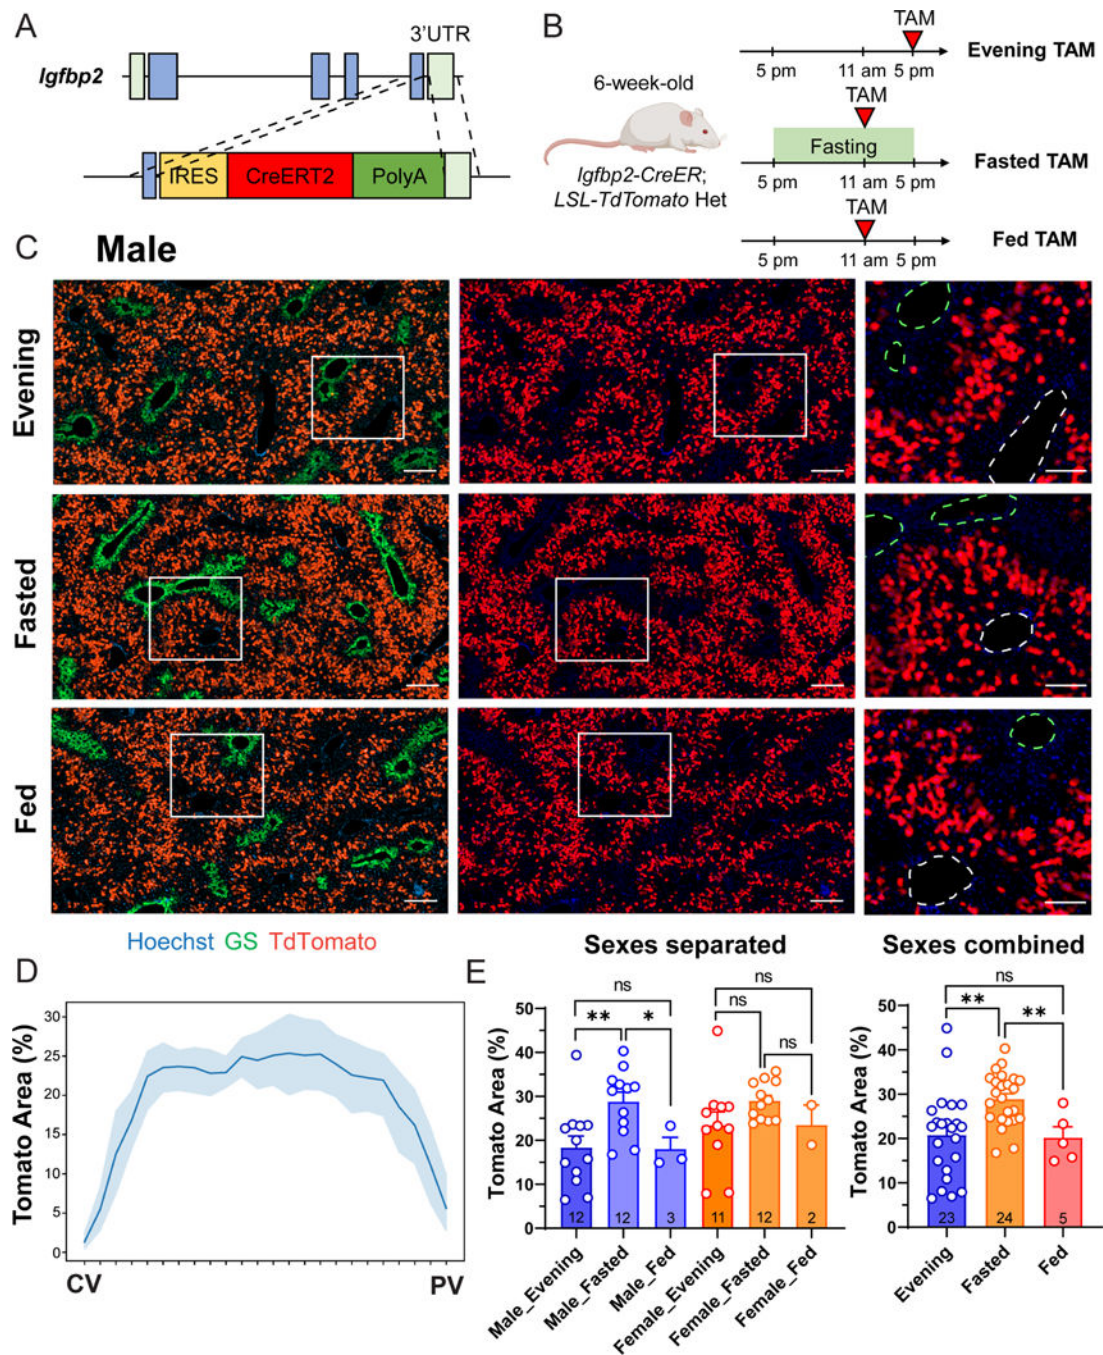 A
3'UTR
Igfbp2
IRES
CreERT2
PolyA
B
6-week-old
Igfbp2-CreER;
LSL-TdTomato Het
TAM
5 pm
11 am
5 pm
Evening TAM
TAM
Fasting
5 pm
11 am
5 pm
Fasted TAM
TAM
5 pm
11 am
5 pm
Fed TAM
C
Male
Evening
Fasted
Fed
Hoechst GS TdTomato
D
Tomato Area (%)
30
25
20
15
10
5
0
CV
PV
E
Sexes separated
Tomato Area (%)
50
40
30
20
10
0
ns
**
*
ns
ns
ns
12
12
3
11
12
2
Male_Evening
Male_Fasted
Male_Fed
Female_Evening
Female_Fasted
Female_Fed
Sexes combined
Tomato Area (%)
50
40
30
20
10
0
ns
**
**
23
24
5
Evening
Fasted
Fed